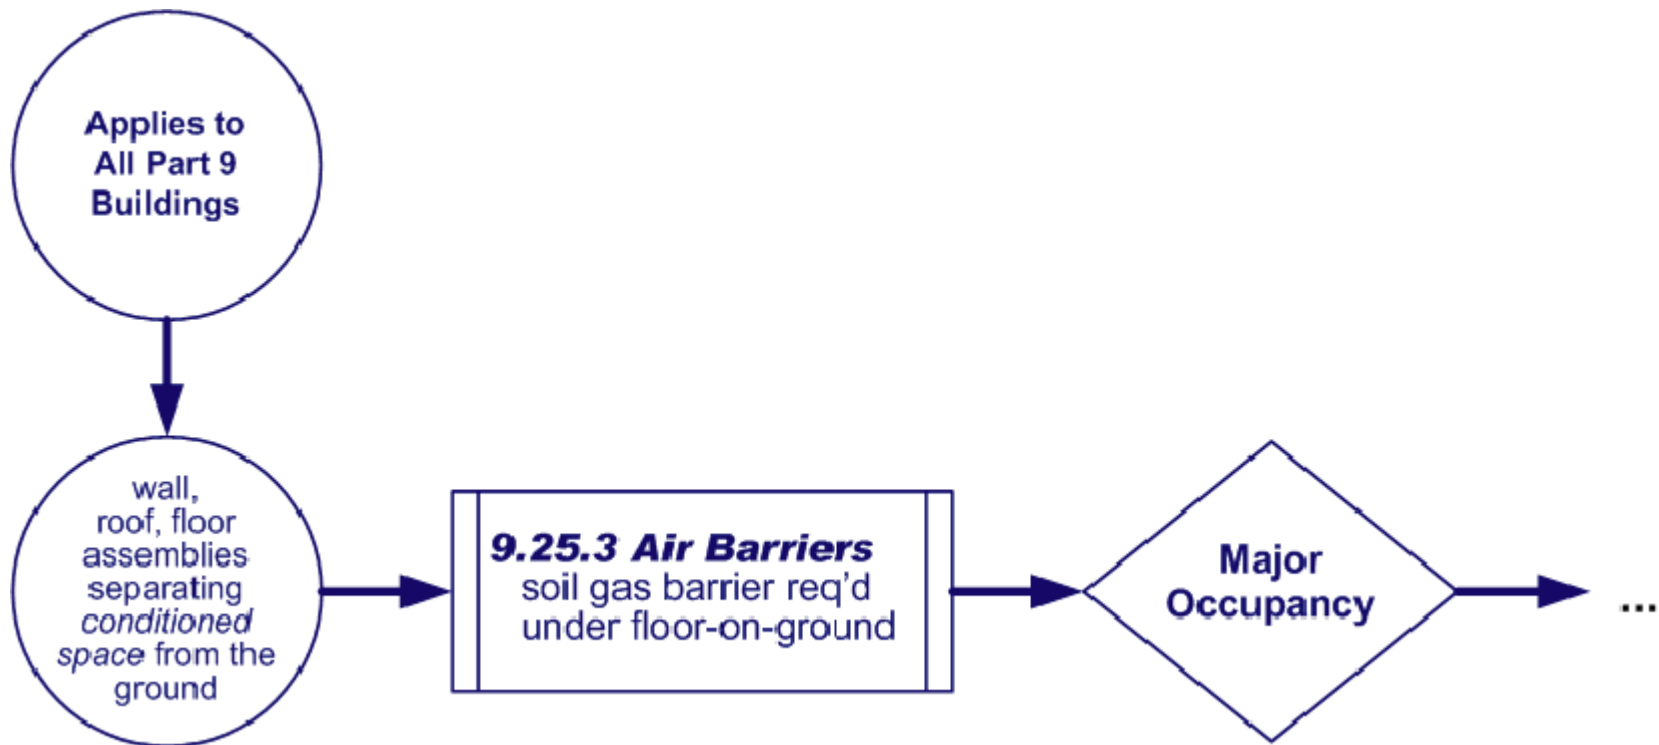 Applies to
All Part 9
Buildings
wall,
roof, floor
assemblies
separating
conditioned
space from the
ground
9.25.3 Air Barriers
soil gas barrier req'd
under floor-on-ground
Major
Occupancy
...